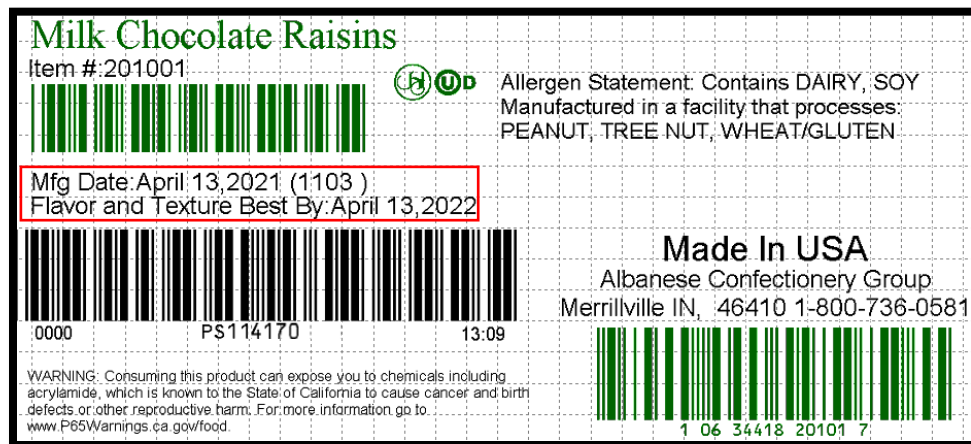 Milk Chocolate Raisins
Item #:201001
U D
Allergen Statement: Contains DAIRY, SOY
Manufactured in a facility that processes:
PEANUT, TREE NUT, WHEAT/GLUTEN
Mfg Date:April 13,2021 (1103 )
Flavor and Texture Best By:April 13,2022
0000 PS114170 13:09
Made In USA
Albanese Confectionery Group
Merrillville IN, 46410 1-800-736-0581
WARNING: Consuming this product can expose you to chemicals including
acrylamide, which is known to the State of California to cause cancer and birth
defects or other reproductive harm. For more information go to
www.P65Warnings.ca.gov/food.
1 06 34418 20101 7